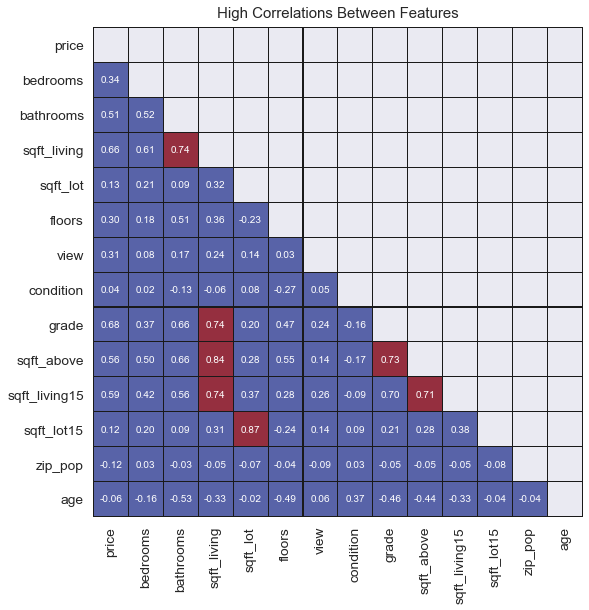 High Correlations Between Features
price
bedrooms 0.34
bathrooms 0.51 0.52
sqft_living 0.66 0.61 0.74
sqft_lot 0.13 0.21 0.09 0.32
floors 0.30 0.18 0.51 0.36 -0.23
view 0.31 0.08 0.17 0.24 0.14 0.03
condition 0.04 0.02 -0.13 -0.06 0.08 -0.27 0.05
grade 0.68 0.37 0.66 0.74 0.20 0.47 0.24 -0.16
sqft_above 0.56 0.50 0.66 0.84 0.28 0.55 0.14 -0.17 0.73
sqft_living15 0.59 0.42 0.56 0.74 0.37 0.28 0.26 -0.09 0.70 0.71
sqft_lot15 0.12 0.20 0.09 0.31 0.87 -0.24 0.14 0.09 0.21 0.28 0.38
zip_pop -0.12 0.03 -0.03 -0.05 -0.07 -0.04 -0.09 0.03 -0.05 -0.05 -0.05 -0.08
age -0.06 -0.16 -0.53 -0.33 -0.02 -0.49 0.06 0.37 -0.46 -0.44 -0.33 -0.04 -0.04
price bedrooms bathrooms sqft_living sqft_lot floors view condition grade sqft_above sqft_living15 sqft_lot15 zip_pop age